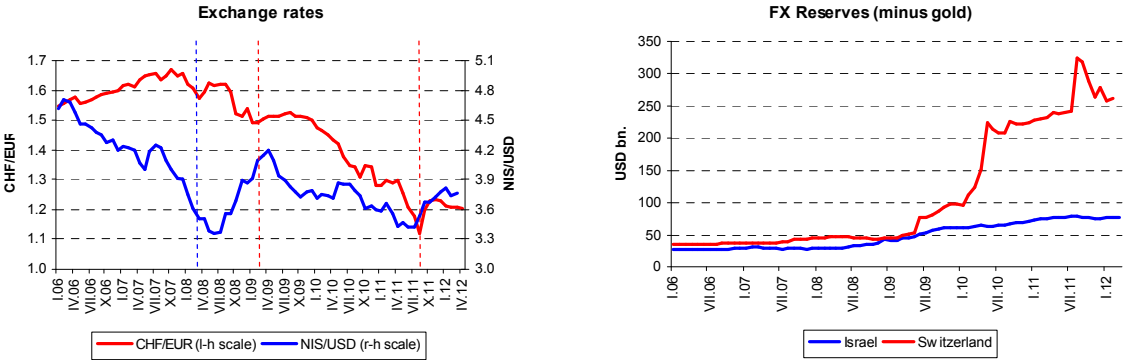 Exchange rates
1.7
1.6
1.5
1.4
1.3
1.2
1.1
1.0
CHF/EUR
5.1
4.8
4.5
4.2
3.9
3.6
3.3
3.0
NIS/USD
I.06
IV.06
VII.06
X.06
I.07
IV.07
VII.07
X.07
I.08
IV.08
VII.08
X.08
I.09
IV.09
VII.09
X.09
I.10
IV.10
VII.10
X.10
I.11
IV.11
VII.11
X.11
I.12
IV.12
CHF/EUR (l-h scale) NIS/USD (r-h scale)
FX Reserves (minus gold)
350
300
250
200
150
100
50
0
USD bn.
I.06
VII.06
I.07
VII.07
I.08
VII.08
I.09
VII.09
I.10
VII.10
I.11
VII.11
I.12
Israel Switzerland